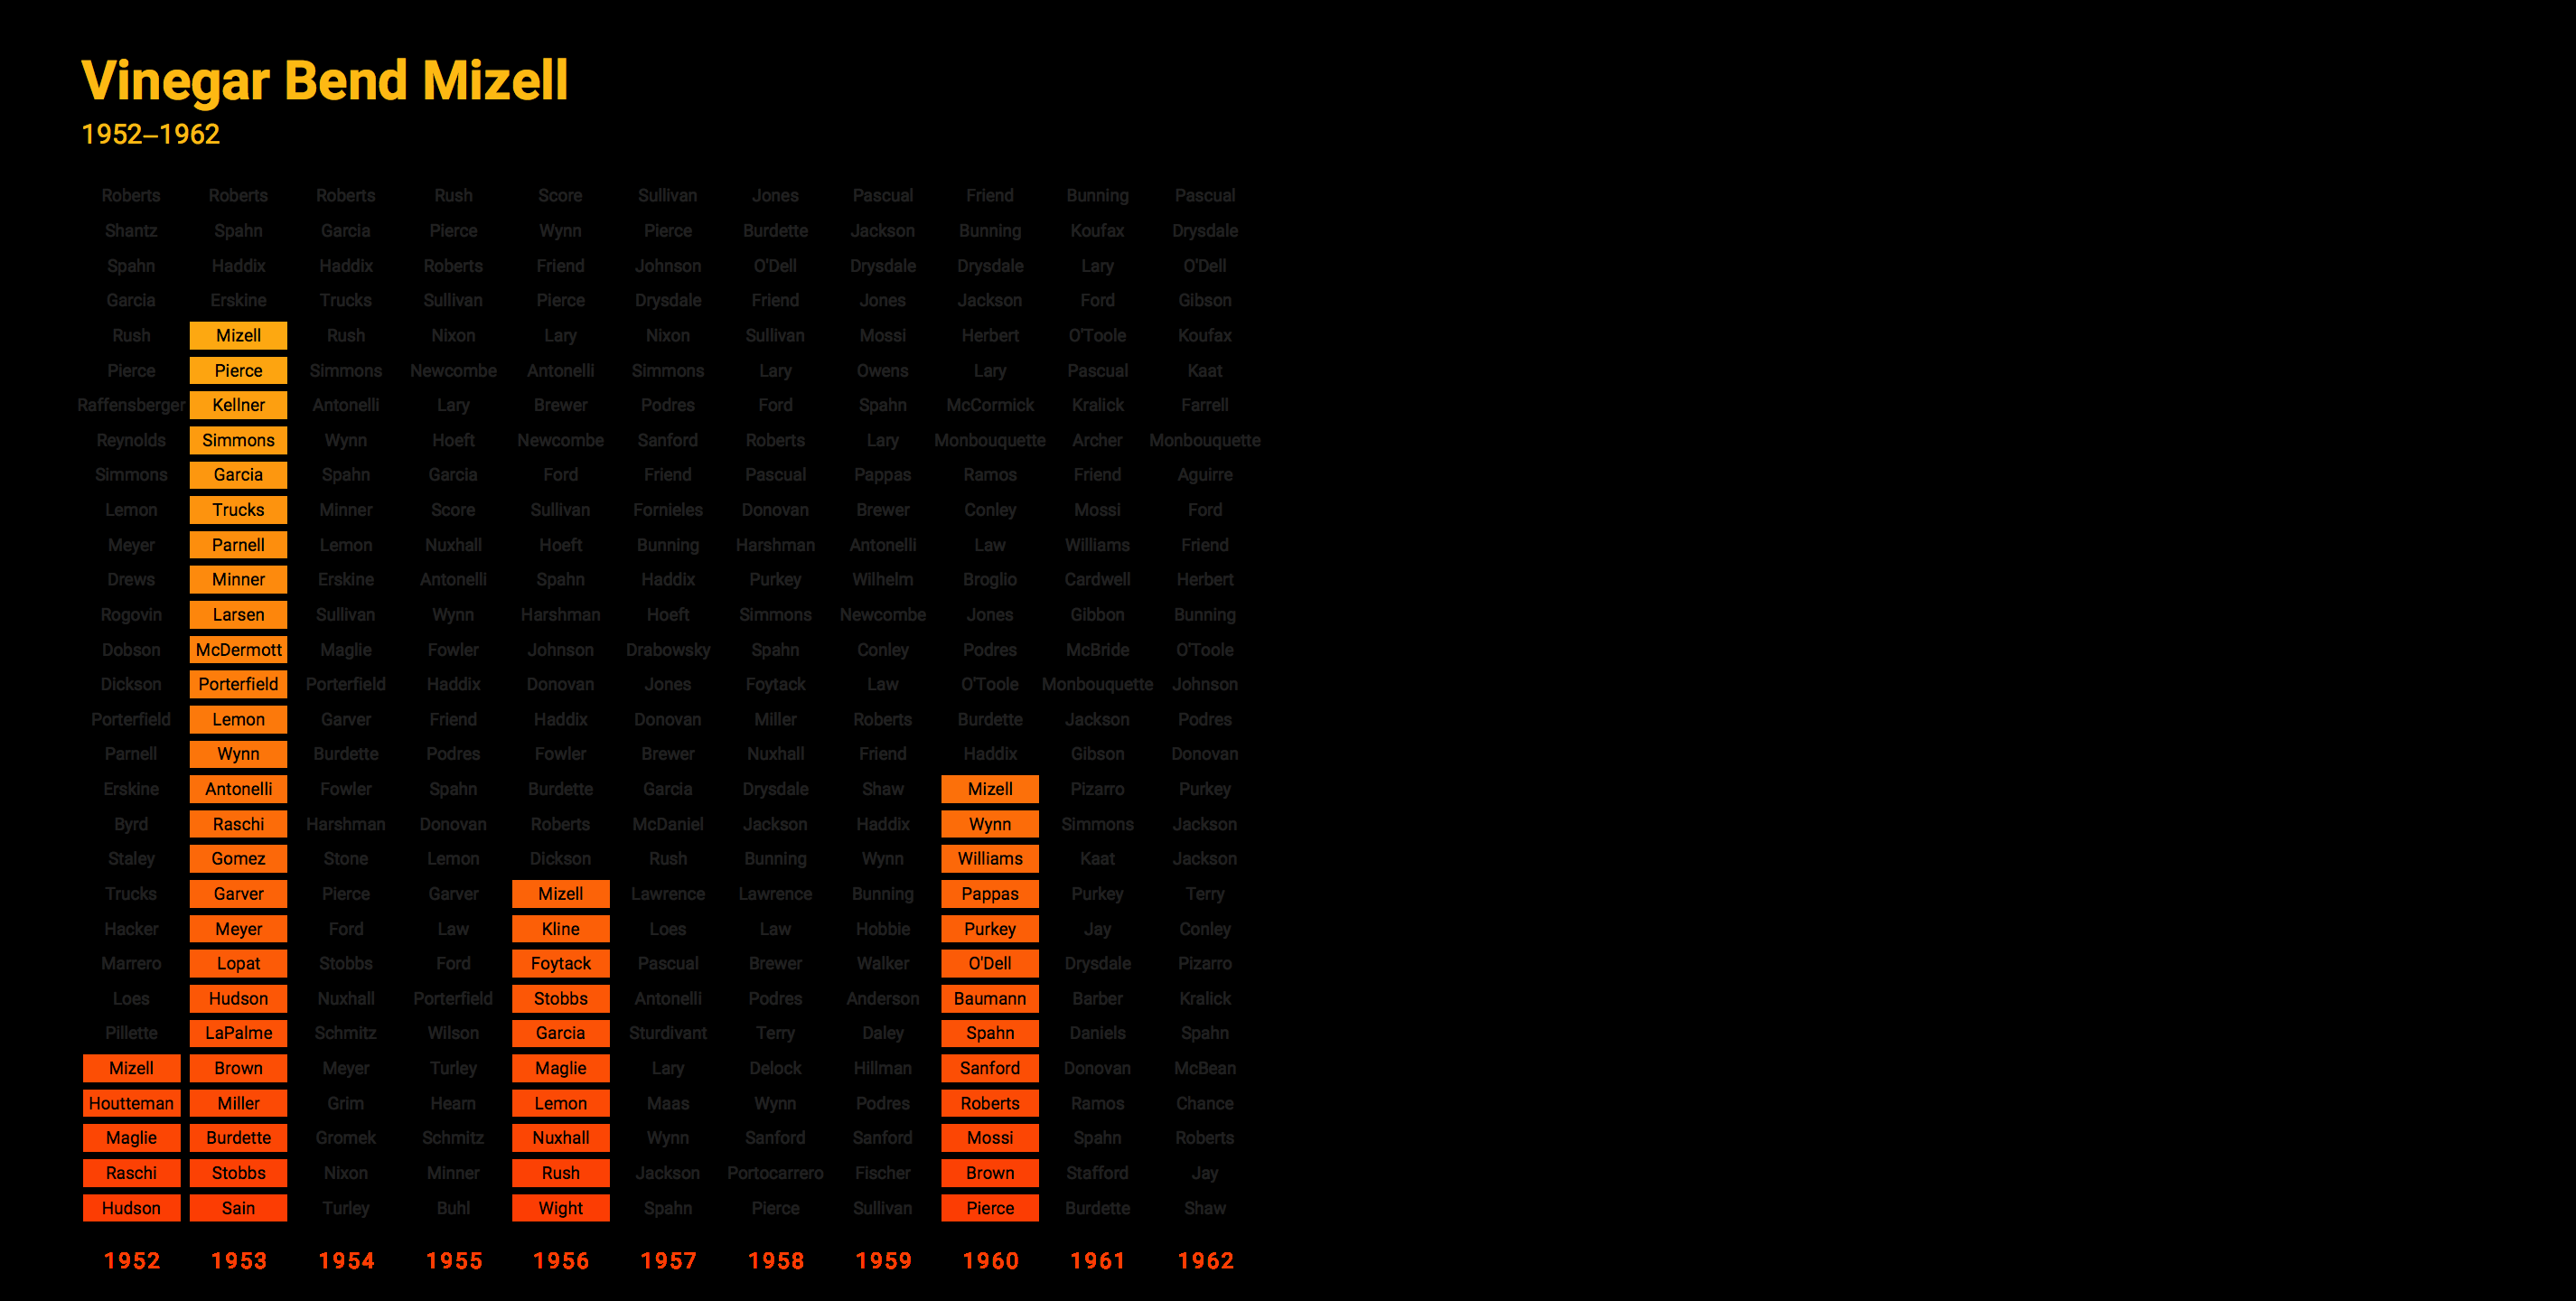 Vinegar Bend Mizell
1952–1962
Roberts Roberts Roberts Rush Score Sullivan Jones Pascual Friend Bunning Pascual
Shantz Spahn Garcia Pierce Wynn Pierce Burdette Jackson Bunning Koufax Drysdale
Spahn Haddix Haddix Roberts Friend Johnson O'Dell Drysdale Drysdale Lary O'Dell
Garcia Erskine Trucks Sullivan Pierce Drysdale Friend Jones Jackson Ford Gibson
Rush Mizell Rush Nixon Lary Nixon Sullivan Mossi Herbert O'Toole Koufax
Pierce Pierce Simmons Newcombe Antonelli Simmons Lary Owens Lary Pascual Kaat
Raffensberger Kellner Antonelli Lary Brewer Podres Ford Spahn McCormick Kralick Farrell
Reynolds Simmons Wynn Hoeft Newcombe Sanford Roberts Lary Monbouquette Archer Monbouquette
Simmons Garcia Spahn Garcia Ford Friend Pascual Pappas Ramos Friend Aguirre
Lemon Trucks Minner Score Sullivan Fornieles Donovan Brewer Conley Mossi Ford
Meyer Parnell Lemon Nuxhall Hoeft Bunning Harshman Antonelli Law Williams Friend
Drews Minner Erskine Antonelli Spahn Haddix Purkey Wilhelm Broglio Cardwell Herbert
Rogovin Larsen Sullivan Wynn Harshman Hoeft Simmons Newcombe Jones Gibbon Bunning
Dobson McDermott Maglie Fowler Johnson Drabowsky Spahn Conley Podres McBride O'Toole
Dickson Porterfield Porterfield Haddix Donovan Jones Foytack Law O'Toole Monbouquette Johnson
Porterfield Lemon Garver Friend Haddix Donovan Miller Roberts Burdette Jackson Podres
Parnell Wynn Burdette Podres Fowler Brewer Nuxhall Friend Haddix Gibson Donovan
Erskine Antonelli Fowler Spahn Burdette Garcia Drysdale Shaw Mizell Pizarro Purkey
Byrd Raschi Harshman Donovan Roberts McDaniel Jackson Haddix Wynn Simmons Jackson
Staley Gomez Stone Lemon Dickson Rush Bunning Wynn Williams Kaat Jackson
Trucks Garver Pierce Garver Mizell Lawrence Lawrence Bunning Pappas Purkey Terry
Hacker Meyer Ford Law Kline Loes Law Hobbie Purkey Jay Conley
Marrero Lopat Stobbs Ford Foytack Pascual Brewer Walker O'Dell Drysdale Pizarro
Loes Hudson Nuxhall Porterfield Stobbs Antonelli Podres Anderson Baumann Barber Kralick
Pillette LaPalme Schmitz Wilson Garcia Sturdivant Terry Daley Spahn Daniels Spahn
Mizell Brown Meyer Turley Maglie Lary Delock Hillman Sanford Donovan McBean
Houtteman Miller Grim Hearn Lemon Maas Wynn Podres Roberts Ramos Chance
Maglie Burdette Gromek Schmitz Nuxhall Wynn Sanford Sanford Mossi Spahn Roberts
Raschi Stobbs Nixon Minner Rush Jackson Portocarrero Fischer Brown Stafford Jay
Hudson Sain Turley Buhl Wight Spahn Pierce Sullivan Pierce Burdette Shaw
1952 1953 1954 1955 1956 1957 1958 1959 1960 1961 1962